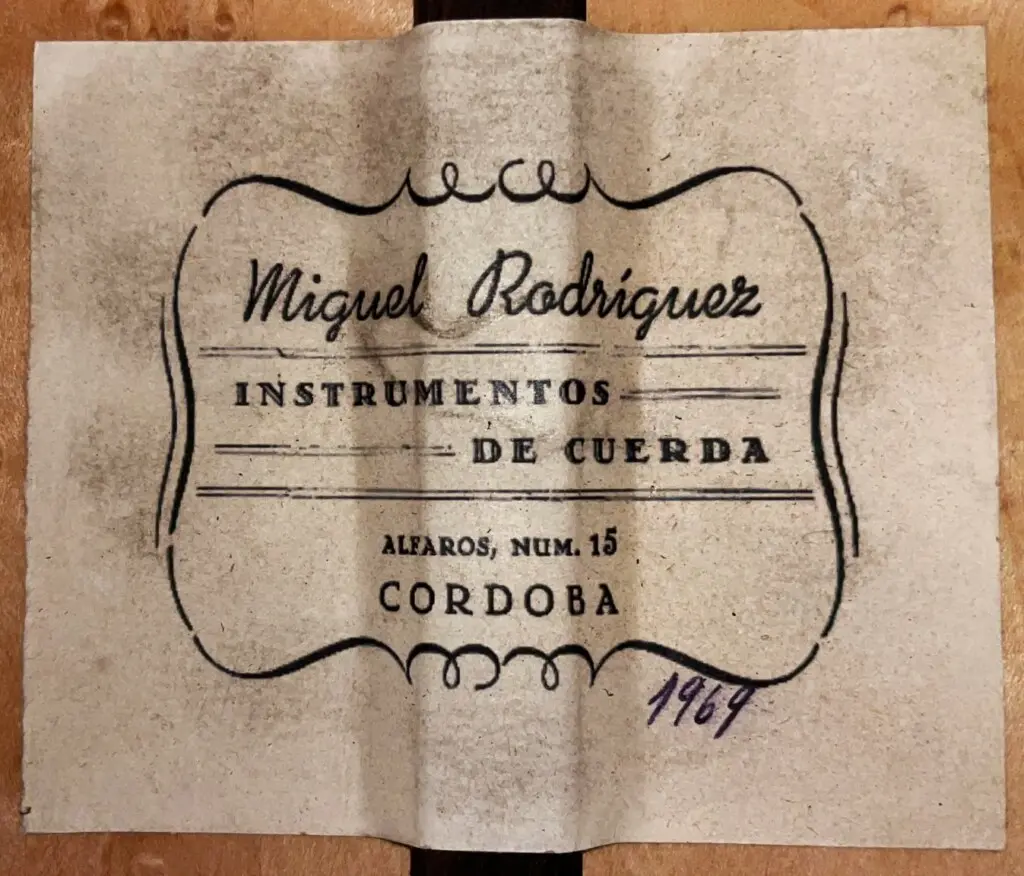 Miguel Rodríguez
INSTRUMENTOS
DE CUERDA
ALFAROS, NUM. 15
CORDOBA
1969